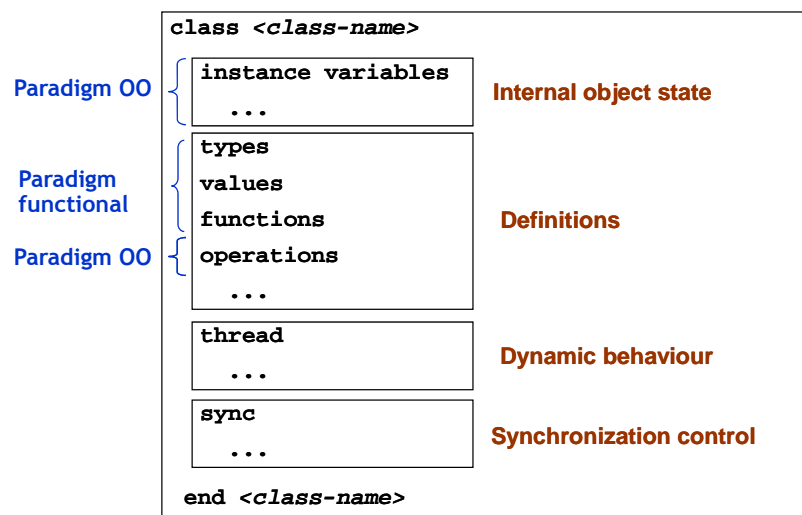 class <class-name>
Paradigm OO
instance variables
...
Internal object state
Paradigm
functional
types
values
functions
Definitions
Paradigm OO
operations
...
thread
...
Dynamic behaviour
sync
...
Synchronization control
end <class-name>